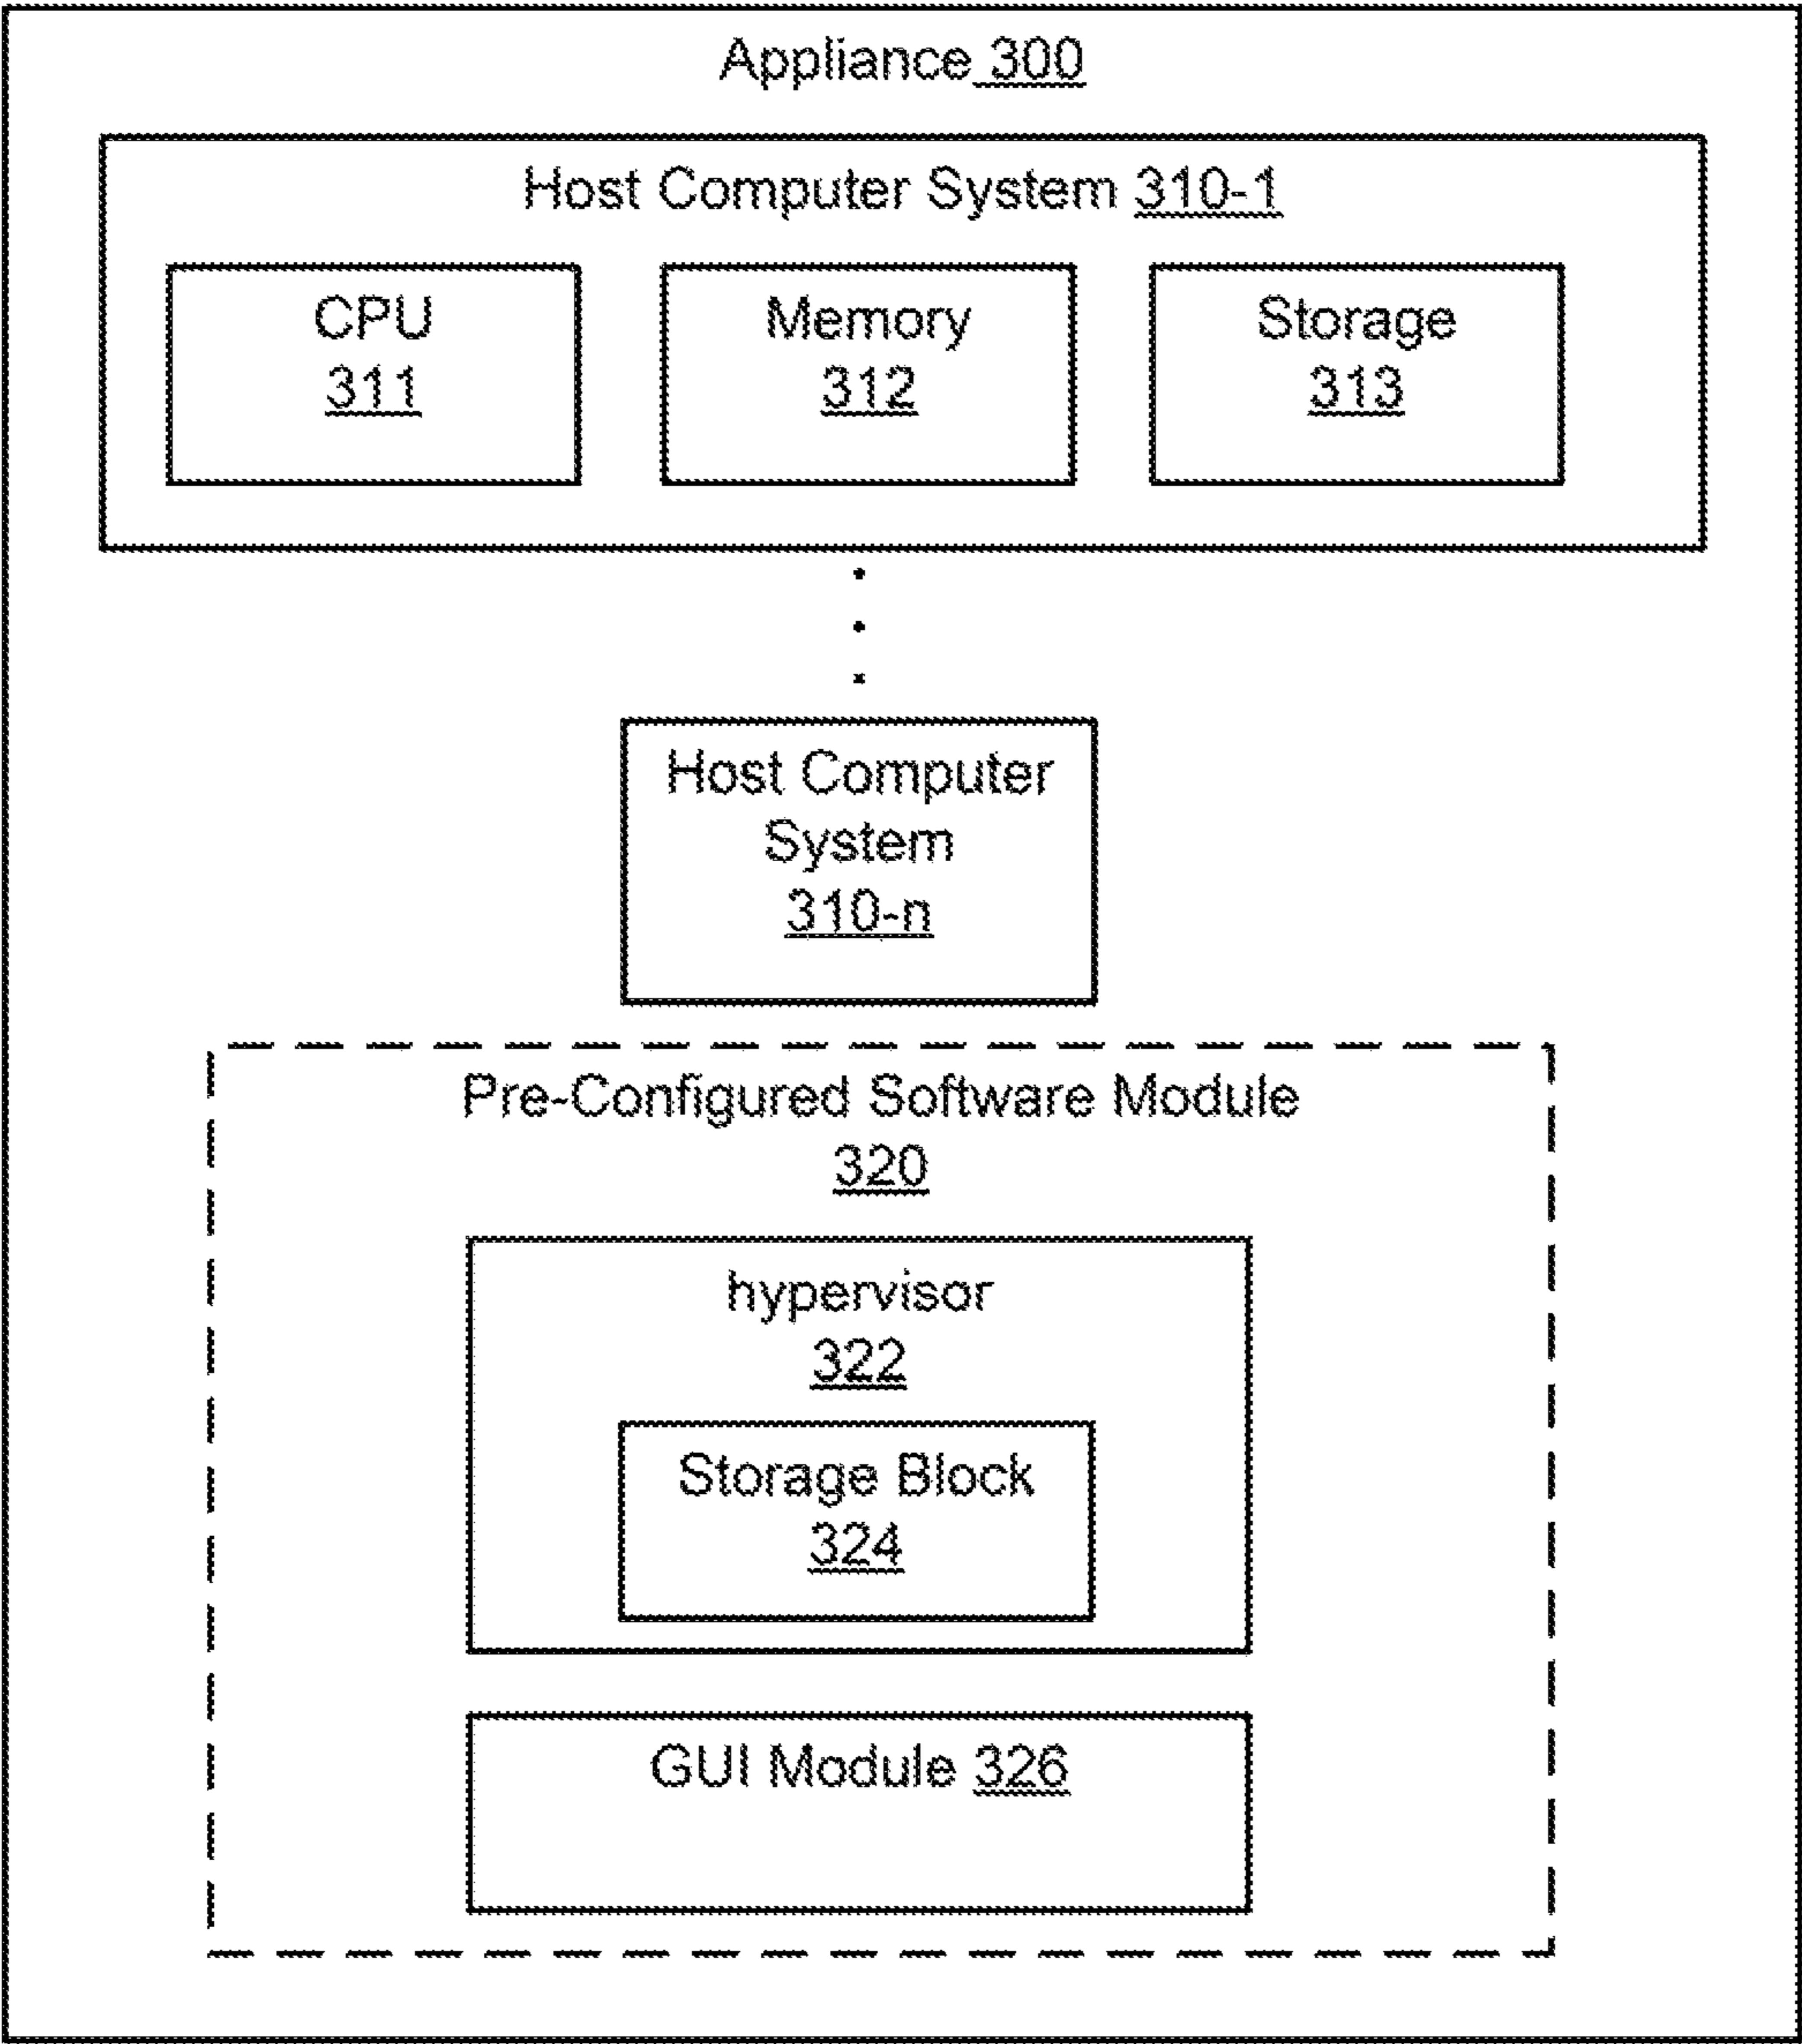 Appliance 300
Host Computer System 310-1
CPU
311
Memory
312
Storage
313
Host Computer
System
310-n
Pre-Configured Software Module
320
hypervisor
322
Storage Block
324
GUI Module 326